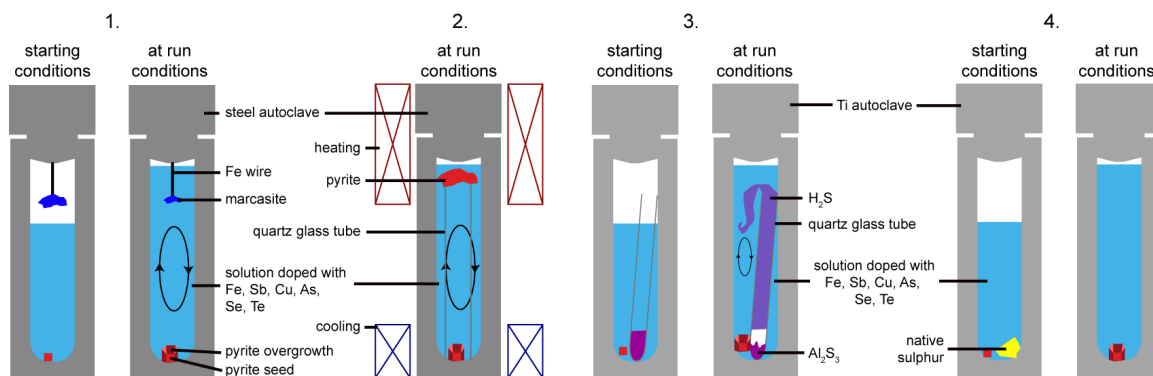 1.
2.
3.
4.
starting
conditions
at run
conditions
at run
conditions
starting
conditions
at run
conditions
starting
conditions
at run
conditions
steel autoclave
Ti autoclave
heating
Fe wire
pyrite
marcasite
H₂S
quartz glass tube
quartz glass tube
solution doped with
Fe, Sb, Cu, As,
Se, Te
solution doped with
Fe, Sb, Cu, As,
Se, Te
cooling
native
sulphur
pyrite overgrowth
pyrite seed
Al₂S₃